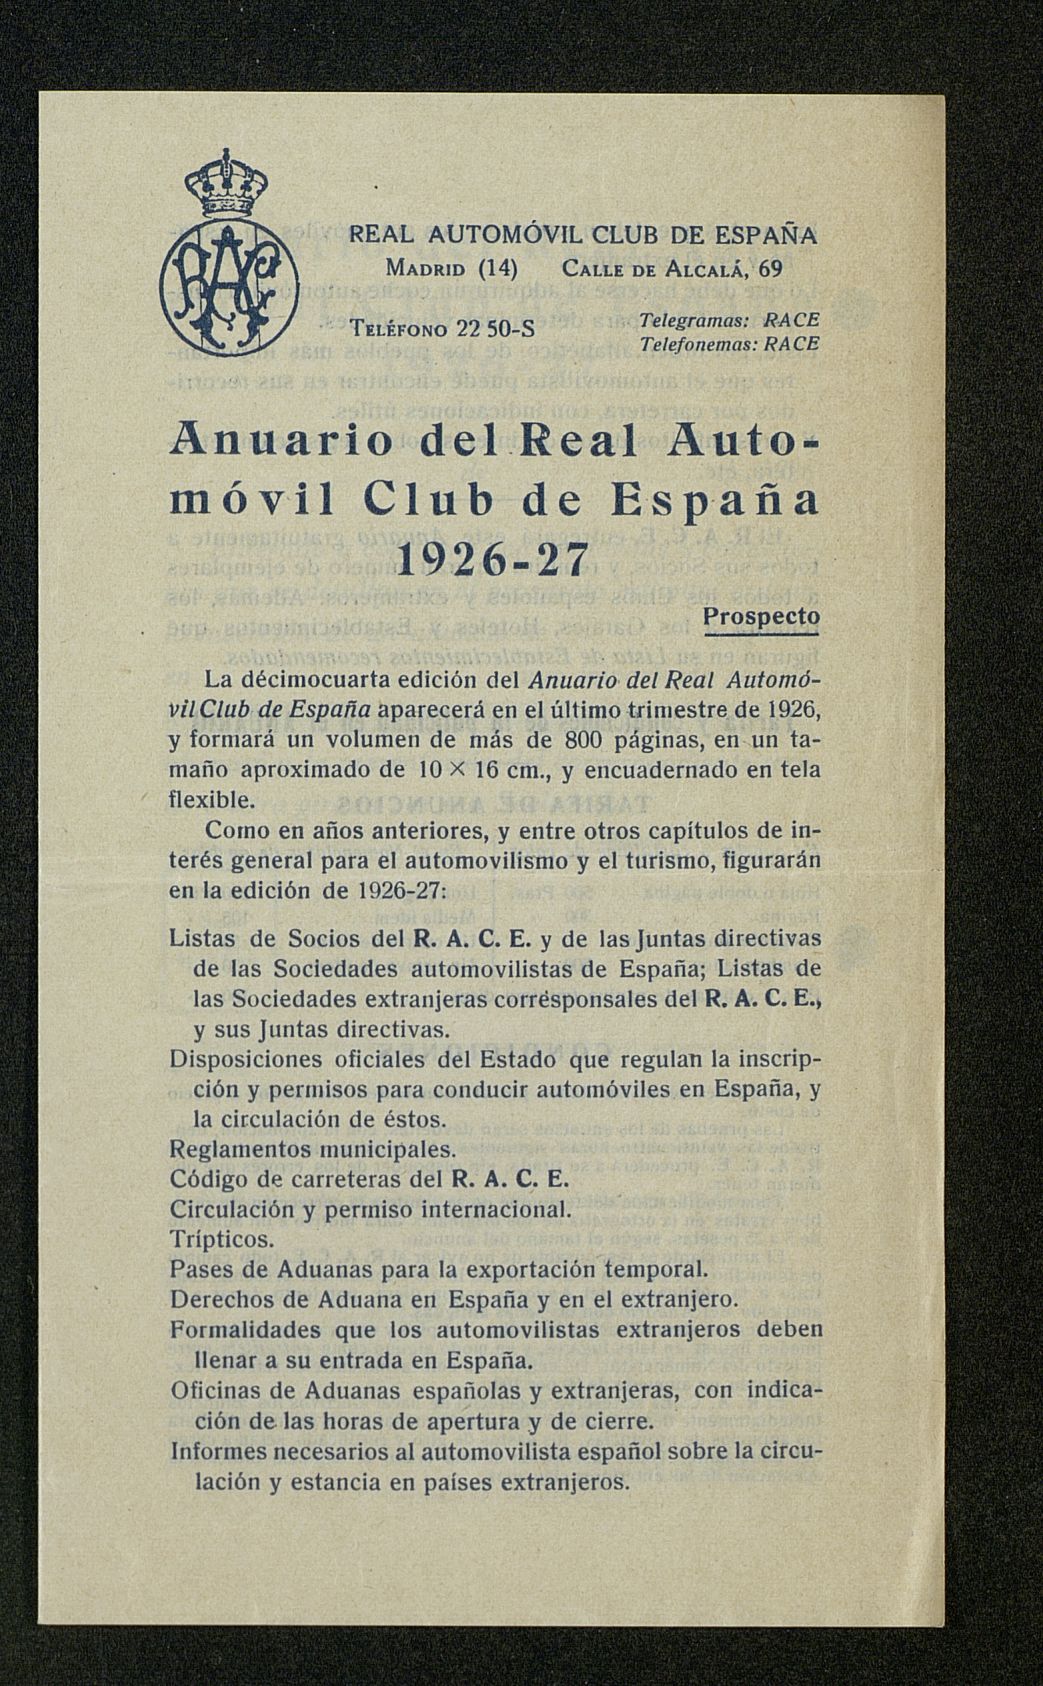 REAL AUTOMÓVIL CLUB DE ESPAÑA
MADRID (14) CALLE DE ALCALÁ, 69
TELÉFONO 22 50-S
Telegramas: RACE
Telefonemas: RACE
Anuario del Real Auto-
móvil Club de España
1926-27
Prospecto
La décimocuarta edición del Anuario del Real Automó-
vil Club de España aparecerá en el último trimestre de 1926,
y formará un volumen de más de 800 páginas, en un ta-
maño aproximado de 10 × 16 cm., y encuadernado en tela
flexible.
Como en años anteriores, y entre otros capítulos de in-
terés general para el automovilismo y el turismo, figurarán
en la edición de 1926-27:
Listas de Socios del R. A. C. E. y de las Juntas directivas
de las Sociedades automovilistas de España; Listas de
las Sociedades extranjeras corresponsales del R. A. C. E.,
y sus Juntas directivas.
Disposiciones oficiales del Estado que regulan la inscrip-
ción y permisos para conducir automóviles en España, y
la circulación de éstos.
Reglamentos municipales.
Código de carreteras del R. A. C. E.
Circulación y permiso internacional.
Trípticos.
Pases de Aduanas para la exportación temporal.
Derechos de Aduana en España y en el extranjero.
Formalidades que los automovilistas extranjeros deben
llenar a su entrada en España.
Oficinas de Aduanas españolas y extranjeras, con indica-
ción de las horas de apertura y de cierre.
Informes necesarios al automovilista español sobre la circu-
lación y estancia en países extranjeros.